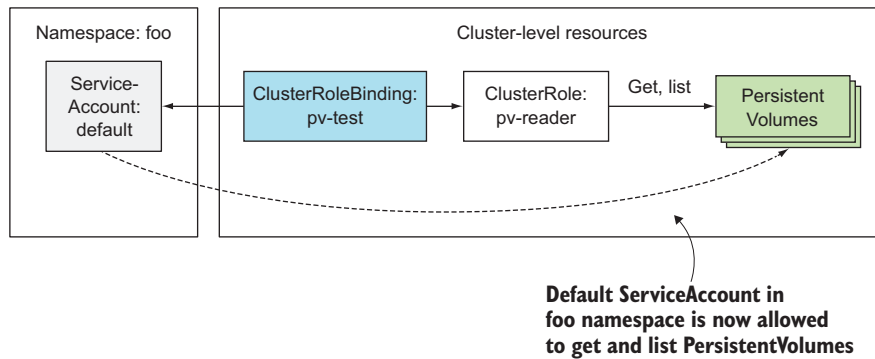 Namespace: foo
Cluster-level resources
Service-
Account:
default
ClusterRoleBinding:
pv-test
ClusterRole:
pv-reader
Get, list
Persistent
Volumes
Default ServiceAccount in
foo namespace is now allowed
to get and list PersistentVolumes